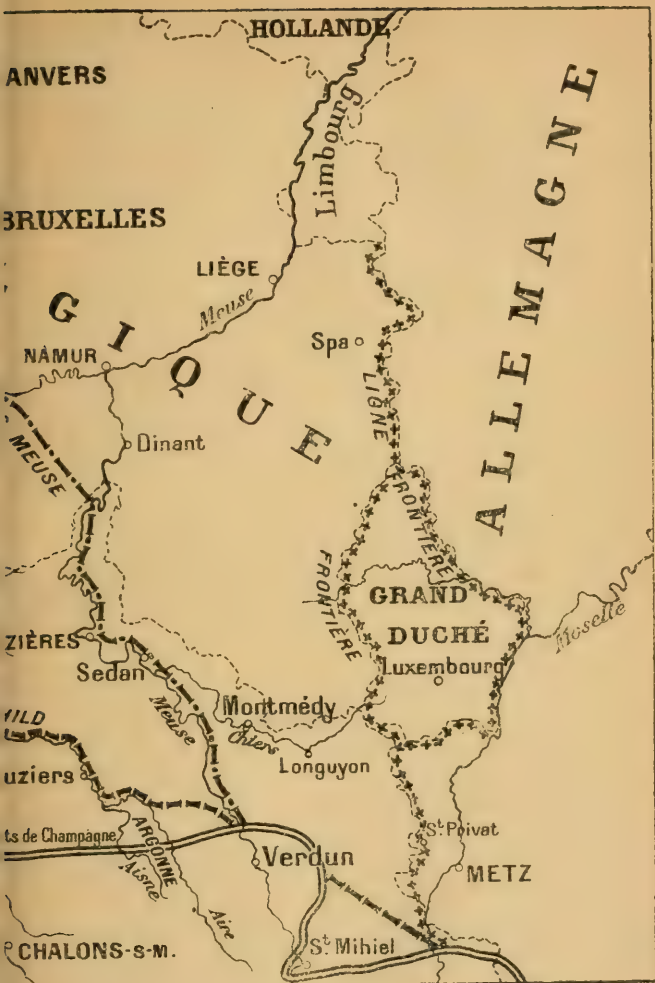 HOLLANDE
ANVERS
Limbourg
ALLEMAGNE
BRUXELLES
LIÈGE
Meuse
GIQUE
Spa
NAMUR
LIGNE
Dinant
MEUSE
FRONTIÈRE
FRONTIÈRE
GRAND
DUCHÉ
Luxembourg
Moselle
ZIÈRES
Sedan
Meuse
Montmédy
Chiers
Longuyon
HILD
uziers
ts de Champagne
ARGONNE
Aisne
Aire
Verdun
St Privat
METZ
CHALONS-S-M.
St Mihiel